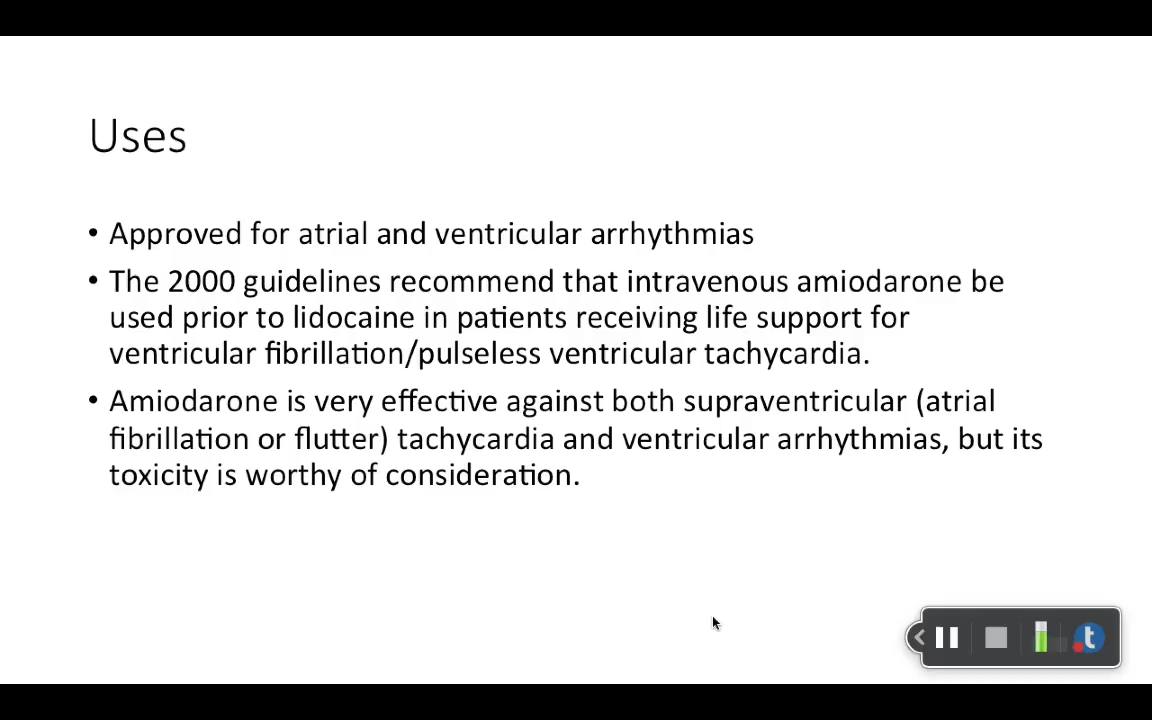 Uses
• Approved for atrial and ventricular arrhythmias
• The 2000 guidelines recommend that intravenous amiodarone be
used prior to lidocaine in patients receiving life support for
ventricular fibrillation/pulseless ventricular tachycardia.
• Amiodarone is very effective against both supraventricular (atrial
fibrillation or flutter) tachycardia and ventricular arrhythmias, but its
toxicity is worthy of consideration.
t